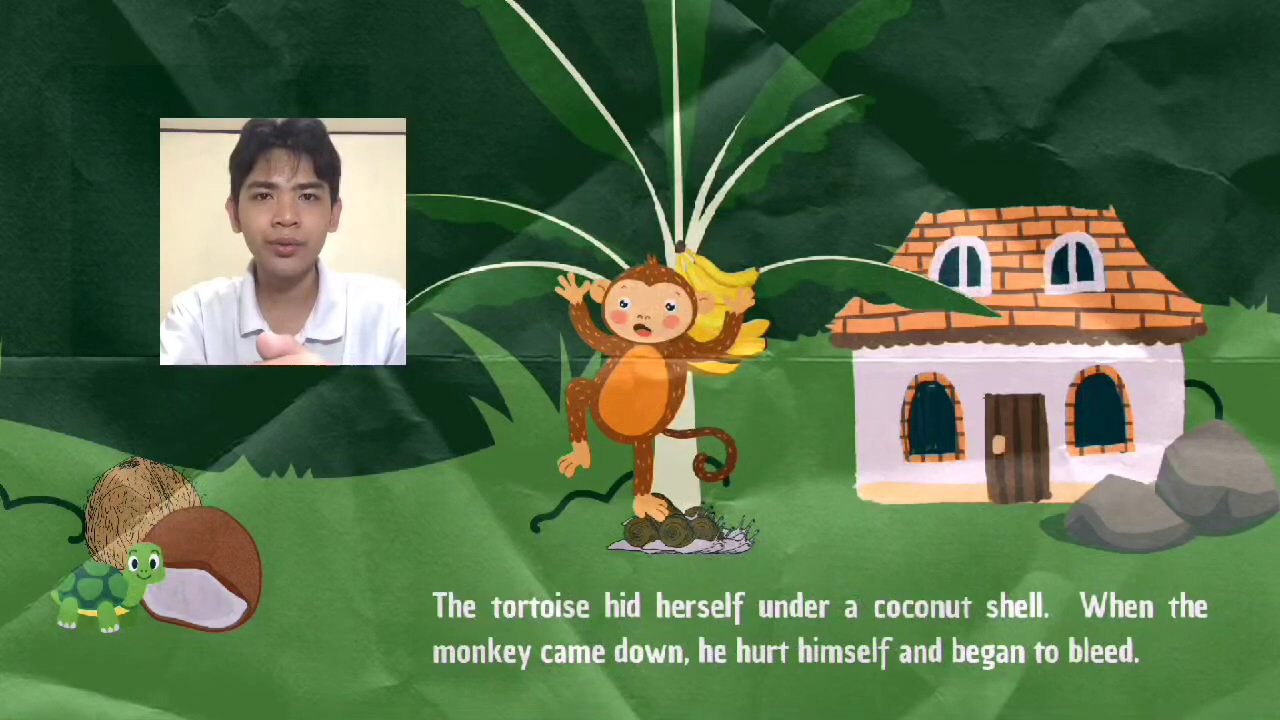 The tortoise hid herself under a coconut shell. When the
monkey came down, he hurt himself and began to bleed.